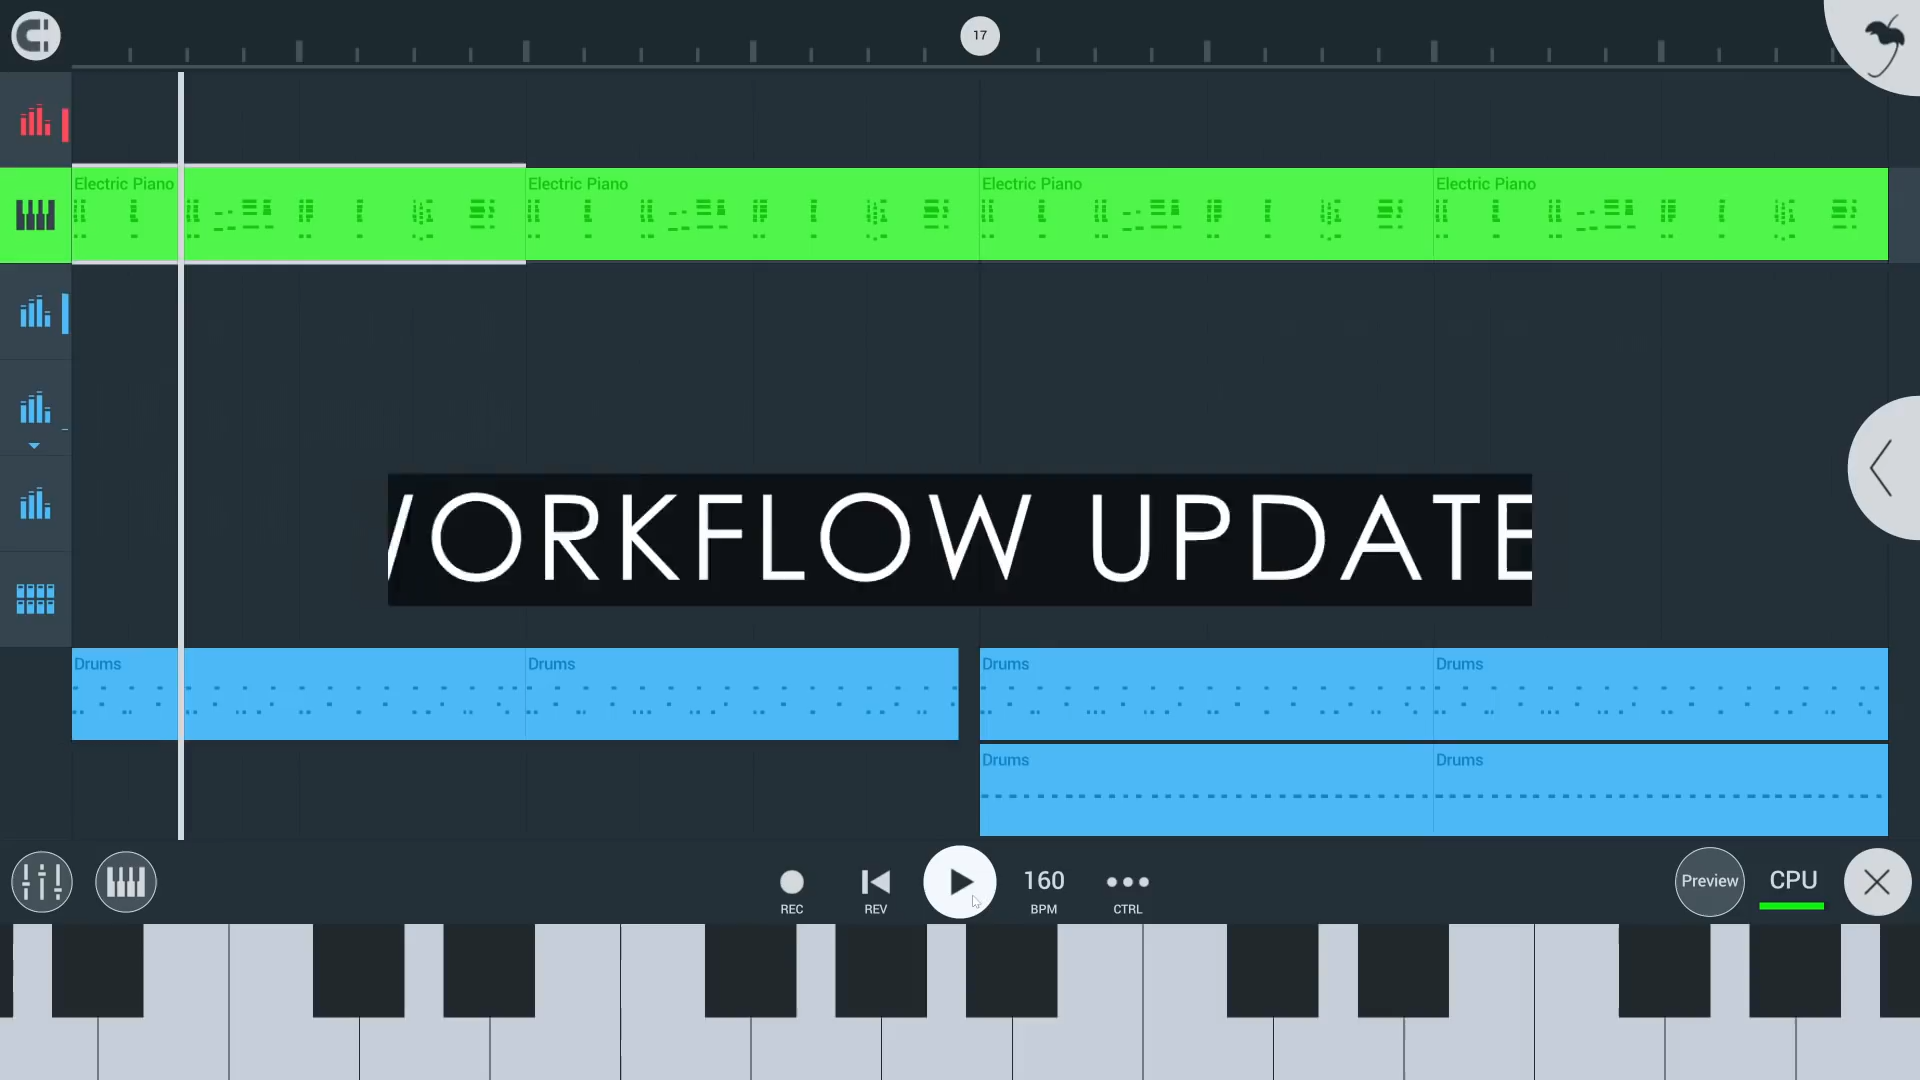 17
Electric Piano Electric Piano Electric Piano Electric Piano
WORKFLOW UPDATE
Drums Drums Drums Drums
Drums Drums
160 Preview CPU
REC REV BPM CTRL